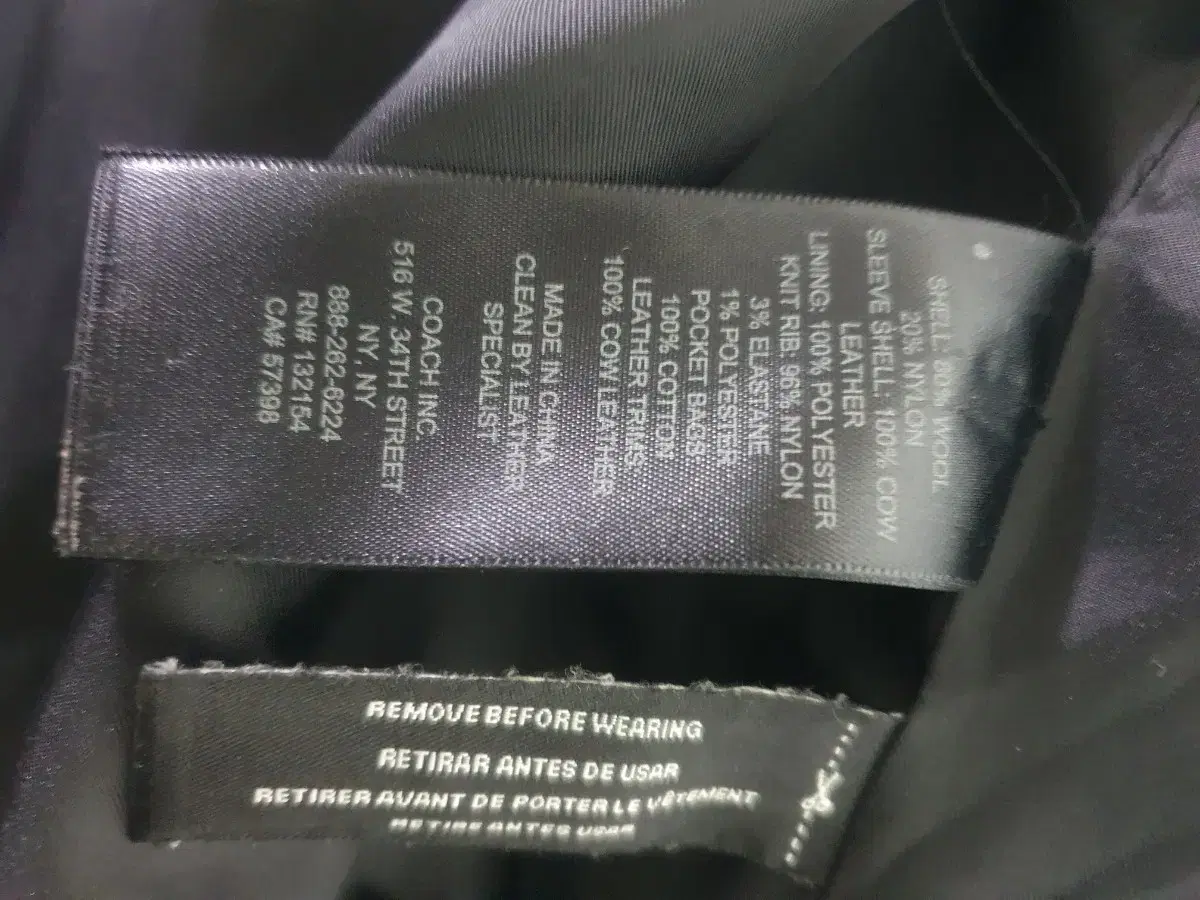 SHELL: 80% WOOL
20% NYLON
SLEEVE SHELL: 100% COW
LEATHER
LINING: 100% POLYESTER
KNIT RIB: 96% NYLON
3% ELASTANE
1% POLYESTER
POCKET BAGS
100% COTTON
LEATHER TRIMS
100% COW LEATHER
MADE IN CHINA
CLEAN BY LEATHER
SPECIALIST
COACH INC.
516 W. 34TH STREET
NY, NY
888-262-6224
RN# 132154
CA# 57398
REMOVE BEFORE WEARING
RETIRAR ANTES DE USAR
RETIRER AVANT DE PORTER LE VÊTEMENT
RETIRE ANTES USAR